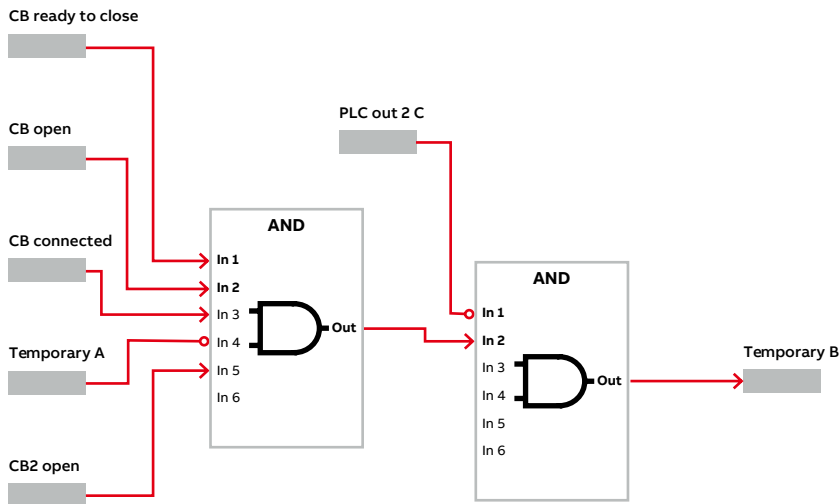 CB ready to close
CB open
CB connected
Temporary A
CB2 open
AND
In 1
In 2
In 3
In 4
In 5
In 6
Out
PLC out 2 C
AND
In 1
In 2
In 3
In 4
In 5
In 6
Out
Temporary B